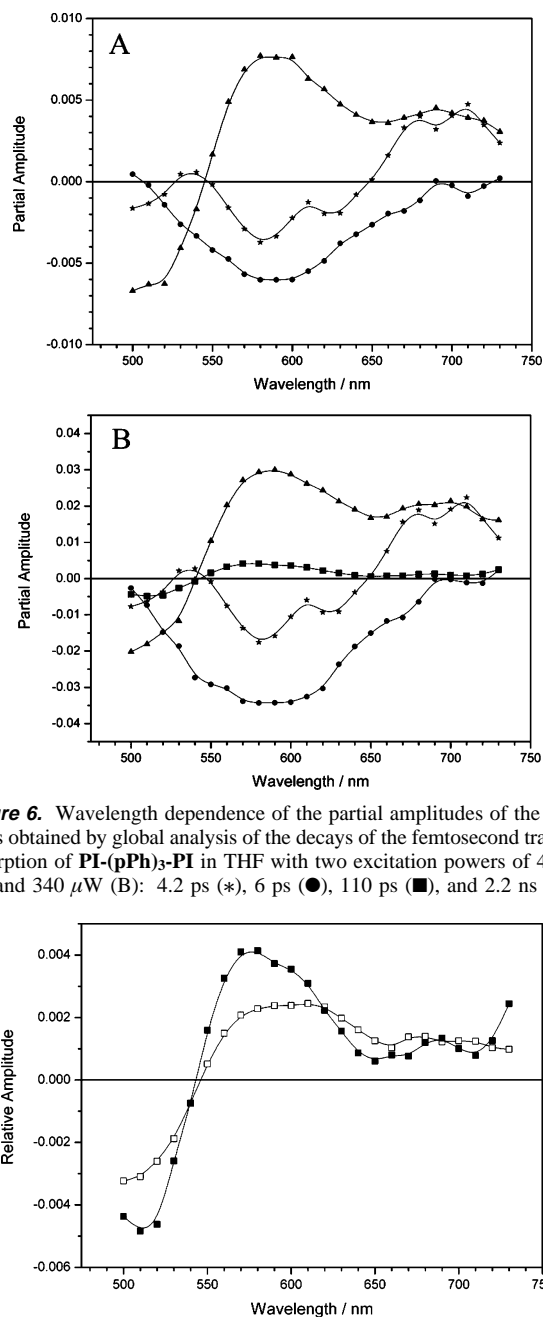 A
0.010
0.005
0.000
-0.005
-0.010
Partial Amplitude
500 550 600 650 700 750
Wavelength / nm
B
0.04
0.03
0.02
0.01
0.00
-0.01
-0.02
-0.03
-0.04
Partial Amplitude
500 550 600 650 700 750
Wavelength / nm
ure 6. Wavelength dependence of the partial amplitudes of the
s obtained by global analysis of the decays of the femtosecond tra
orption of PI-(pPh)3-PI in THF with two excitation powers of 4
and 340 μW (B): 4.2 ps (*), 6 ps (●), 110 ps (■), and 2.2 ns
0.004
0.002
0.000
-0.002
-0.004
-0.006
Relative Amplitude
500 550 600 650 700 75
Wavelength / nm